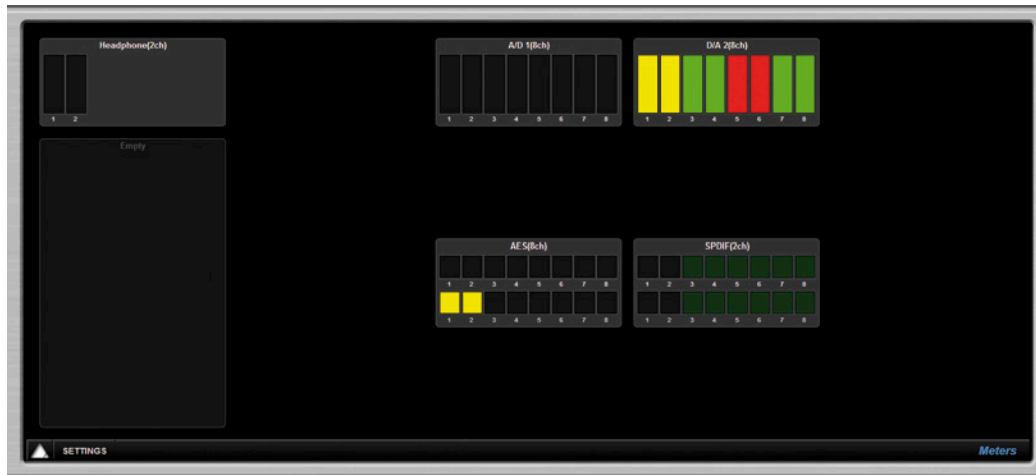 Headphone(2ch)
1 2
A/D 1(8ch)
1 2 3 4 5 6 7 8
D/A 2(8ch)
1 2 3 4 5 6 7 8
Empty
AES(8ch)
1 2 3 4 5 6 7 8
1 2 3 4 5 6 7 8
SPDIF(2ch)
1 2 3 4 5 6 7 8
1 2 3 4 5 6 7 8
SETTINGS
Meters